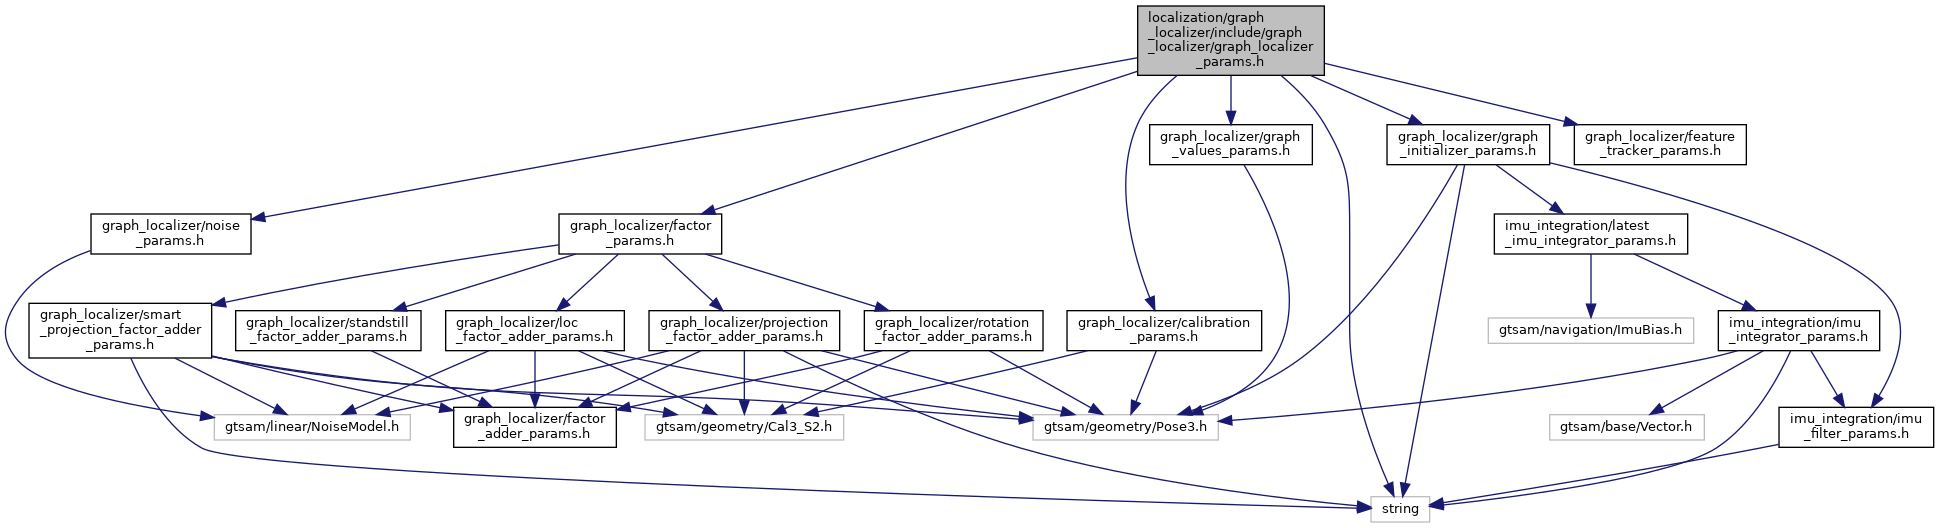 localization/graph
_localizer/include/graph
_localizer/graph_localizer
_params.h
graph_localizer/graph
_values_params.h
graph_localizer/graph
_initializer_params.h
graph_localizer/feature
_tracker_params.h
graph_localizer/noise
_params.h
graph_localizer/factor
_params.h
imu_integration/latest
_imu_integrator_params.h
graph_localizer/smart
_projection_factor_adder
_params.h
graph_localizer/standstill
_factor_adder_params.h
graph_localizer/loc
_factor_adder_params.h
graph_localizer/projection
_factor_adder_params.h
graph_localizer/rotation
_factor_adder_params.h
graph_localizer/calibration
_params.h
gtsam/navigation/ImuBias.h
imu_integration/imu
_integrator_params.h
gtsam/linear/NoiseModel.h
graph_localizer/factor
_adder_params.h
gtsam/geometry/Cal3_S2.h
gtsam/geometry/Pose3.h
gtsam/base/Vector.h
imu_integration/imu
_filter_params.h
string